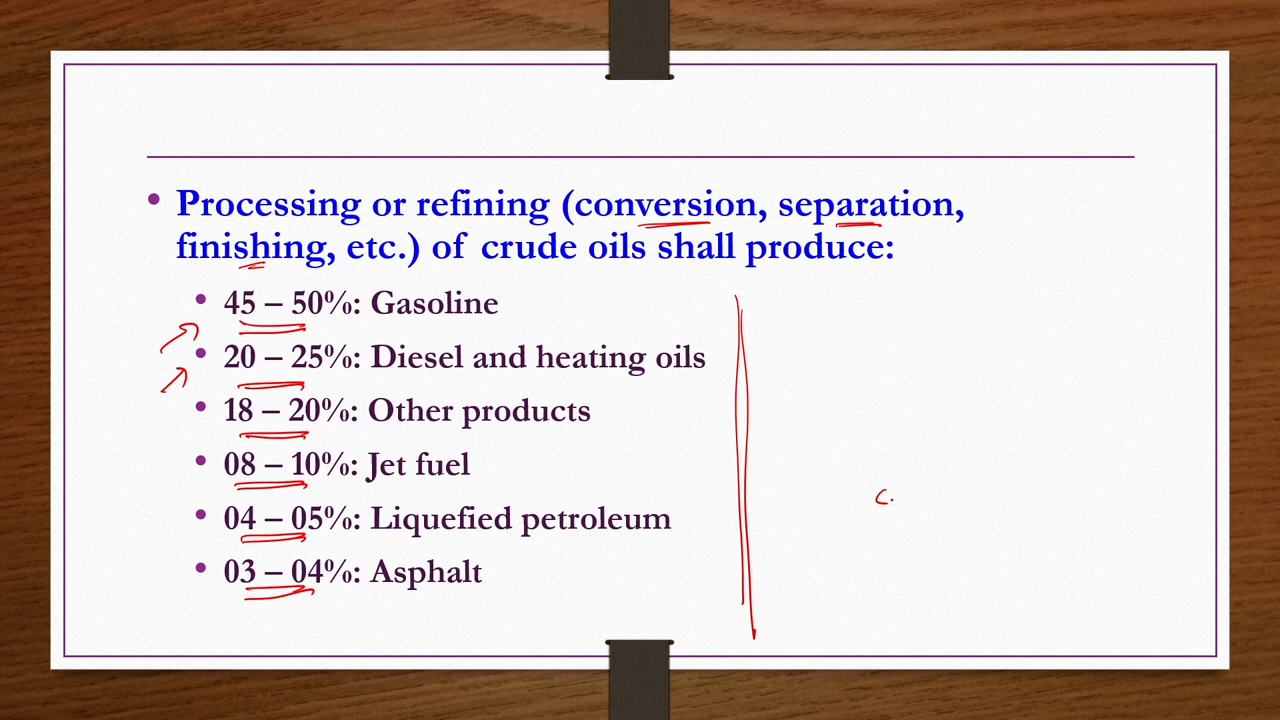 Processing or refining (conversion, separation,
finishing, etc.) of crude oils shall produce:
45 – 50%: Gasoline
20 – 25%: Diesel and heating oils
18 – 20%: Other products
08 – 10%: Jet fuel
04 – 05%: Liquefied petroleum
03 – 04%: Asphalt